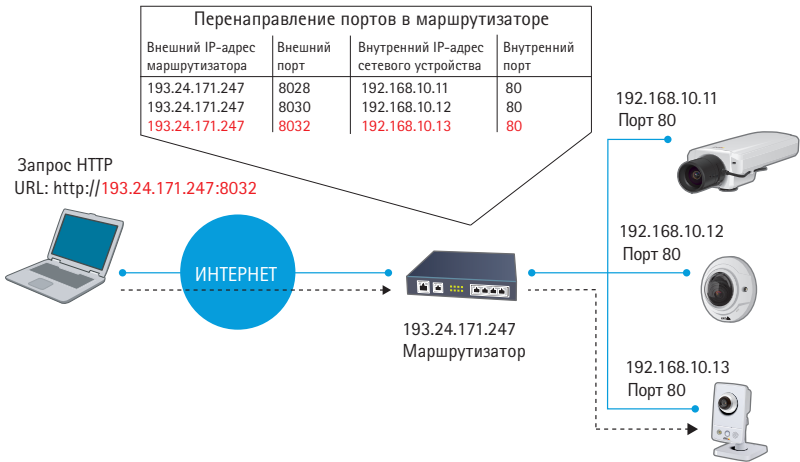 Перенаправление портов в маршрутизаторе
Внешний IP-адрес маршрутизатора
Внешний порт
Внутренний IP-адрес сетевого устройства
Внутренний порт
193.24.171.247 8028 192.168.10.11 80
193.24.171.247 8030 192.168.10.12 80
193.24.171.247 8032 192.168.10.13 80
192.168.10.11
Порт 80
Запрос HTTP
URL: http://193.24.171.247:8032
192.168.10.12
Порт 80
ИНТЕРНЕТ
193.24.171.247
Маршрутизатор
192.168.10.13
Порт 80